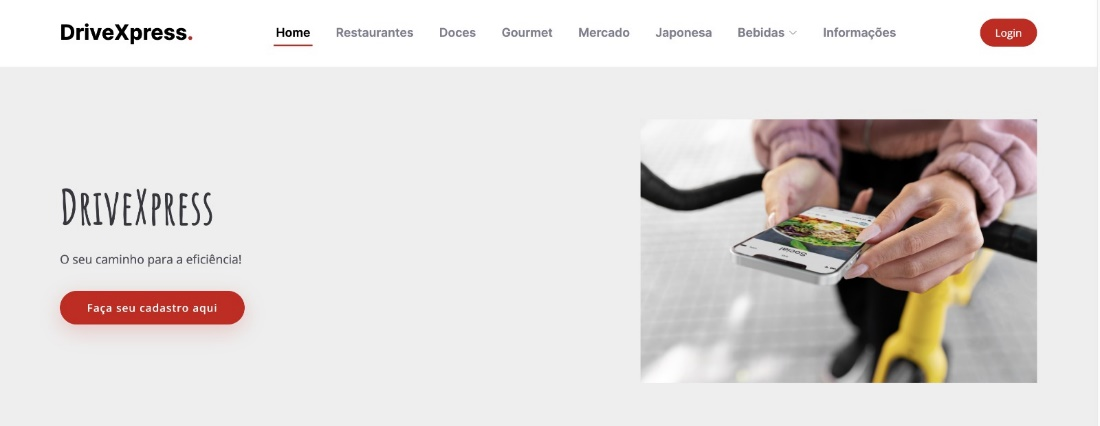 DriveXpress.
Home Restaurantes Doces Gourmet Mercado Japonesa Bebidas Informações
Login
DriveXpress
O seu caminho para a eficiência!
Faça seu cadastro aqui
Social